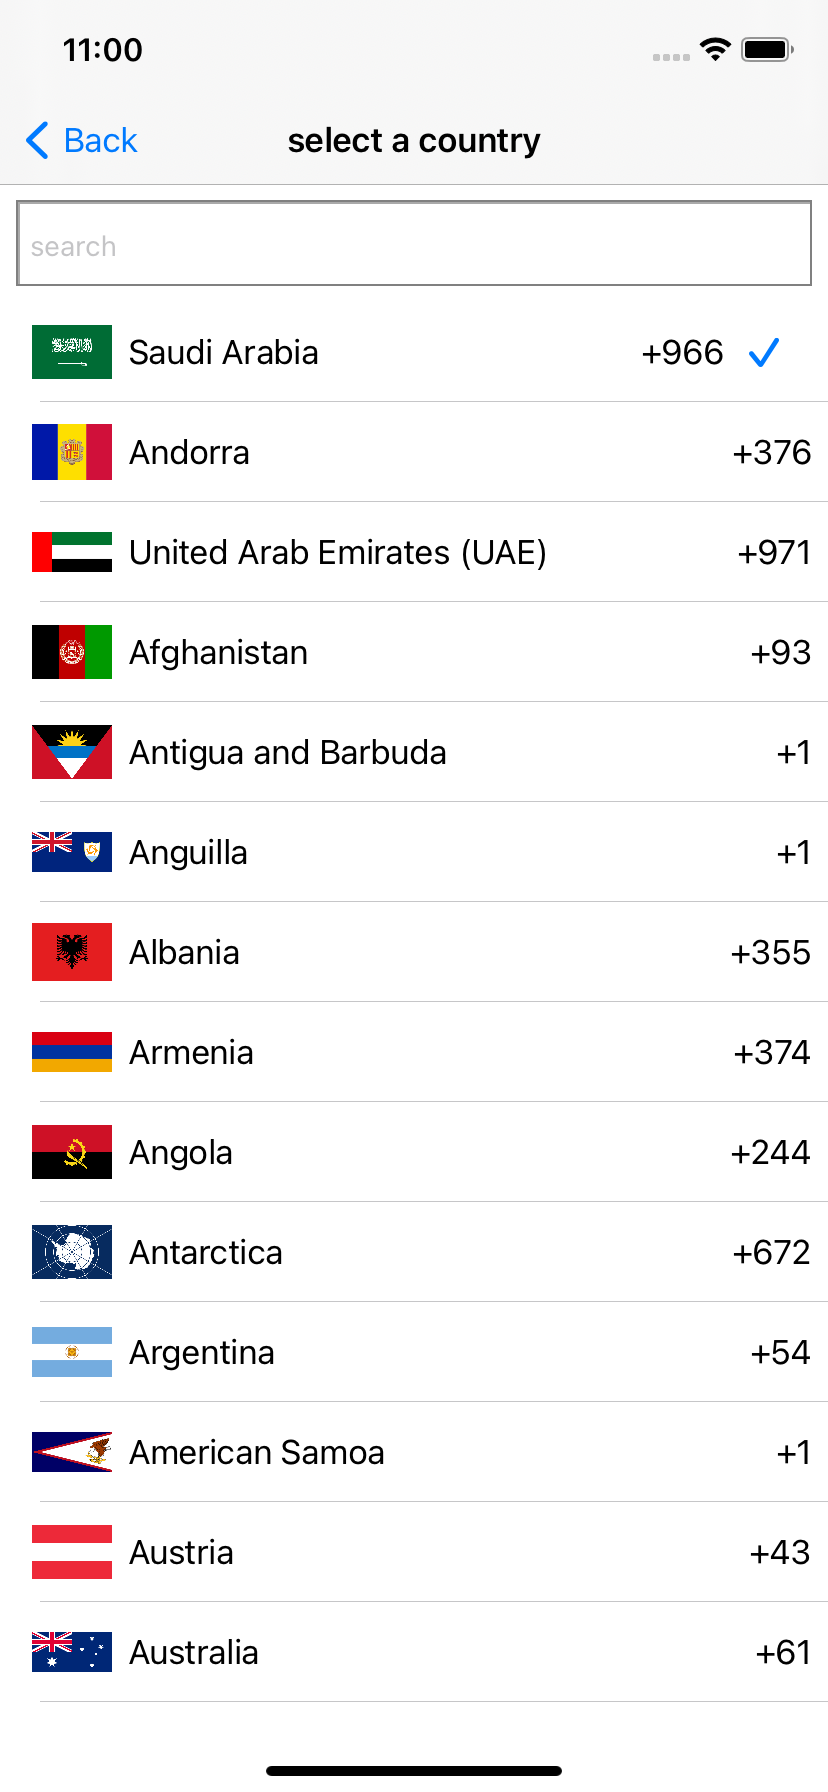 11:00
Back
select a country
search
Saudi Arabia +966
Andorra +376
United Arab Emirates (UAE) +971
Afghanistan +93
Antigua and Barbuda +1
Anguilla +1
Albania +355
Armenia +374
Angola +244
Antarctica +672
Argentina +54
American Samoa +1
Austria +43
Australia +61